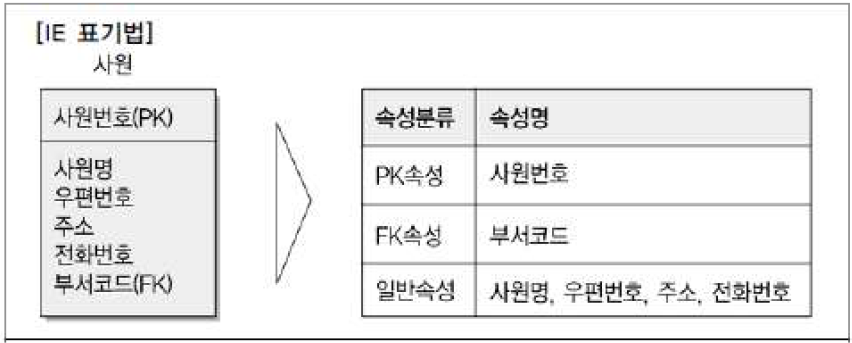 [IE 표기법]
사원
사원번호(PK)
사원명
우편번호
주소
전화번호
부서코드(FK)
속성분류 속성명
PK속성 사원번호
FK속성 부서코드
일반속성 사원명, 우편번호, 주소, 전화번호